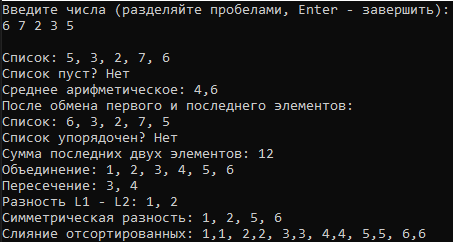 Введите числа (разделяйте пробелами, Enter - завершить):
6 7 2 3 5
Список: 5, 3, 2, 7, 6
Список пуст? Нет
Среднее арифметическое: 4,6
После обмена первого и последнего элементов:
Список: 6, 3, 2, 7, 5
Список упорядочен? Нет
Сумма последних двух элементов: 12
Объединение: 1, 2, 3, 4, 5, 6
Пересечение: 3, 4
Разность L1 - L2: 1, 2
Симметрическая разность: 1, 2, 5, 6
Слияние отсортированных: 1,1, 2,2, 3,3, 4,4, 5,5, 6,6